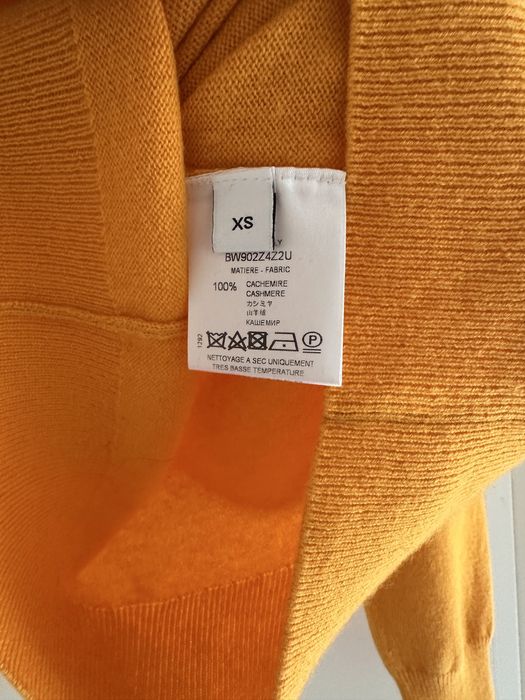 XS
BW902Z4Z2U
MATIERE - FABRIC
100% CACHEMIRE
CASHMERE
カシミヤ
山羊绒
КАШЕМИР
1292
NETTOYAGE A SEC UNIQUEMENT
TRES BASSE TEMPERATURE